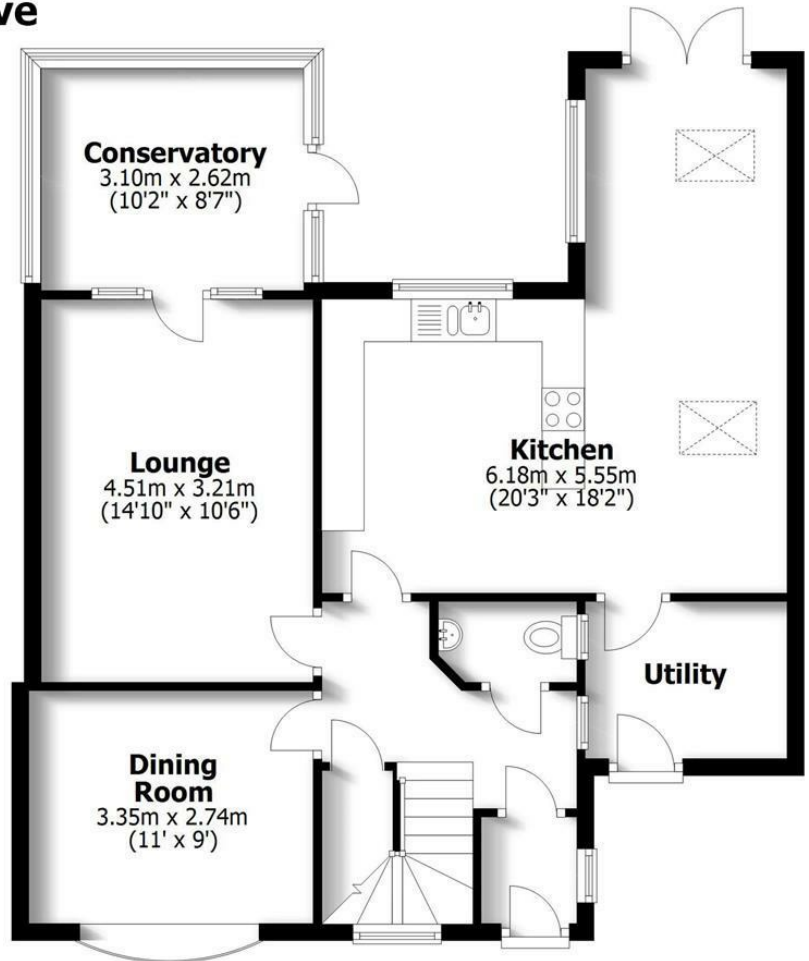 ve
Conservatory
3.10m x 2.62m
(10'2" x 8'7")
Lounge
4.51m x 3.21m
(14'10" x 10'6")
Kitchen
6.18m x 5.55m
(20'3" x 18'2")
Utility
Dining
Room
3.35m x 2.74m
(11' x 9')